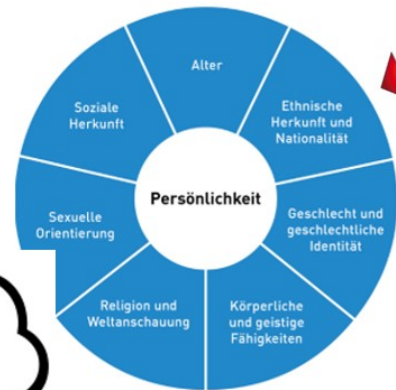 Alter
Ethnische
Herkunft und
Nationalität
Geschlecht und
geschlechtliche
Identität
Körperliche
und geistige
Fähigkeiten
Religion und
Weltanschauung
Sexuelle
Orientierung
Soziale
Herkunft
Persönlichkeit